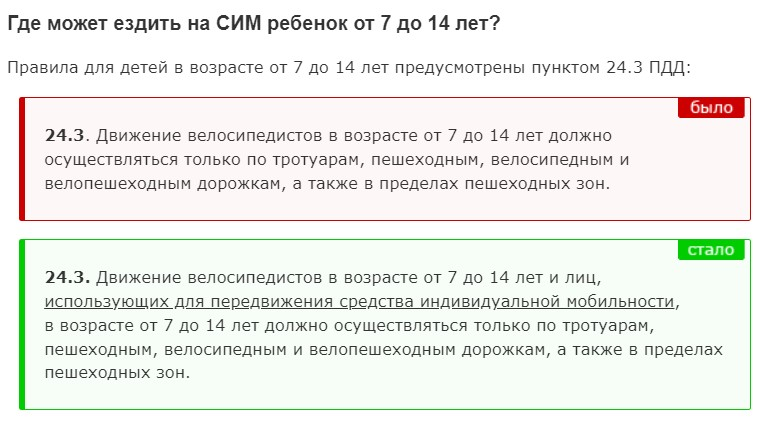 Где может ездить на СИМ ребенок от 7 до 14 лет?
Правила для детей в возрасте от 7 до 14 лет предусмотрены пунктом 24.3 ПДД:
было
24.3. Движение велосипедистов в возрасте от 7 до 14 лет должно
осуществляться только по тротуарам, пешеходным, велосипедным и
велопешеходным дорожкам, а также в пределах пешеходных зон.
стало
24.3. Движение велосипедистов в возрасте от 7 до 14 лет и лиц,
использующих для передвижения средства индивидуальной мобильности,
в возрасте от 7 до 14 лет должно осуществляться только по тротуарам,
пешеходным, велосипедным и велопешеходным дорожкам, а также в пределах
пешеходных зон.